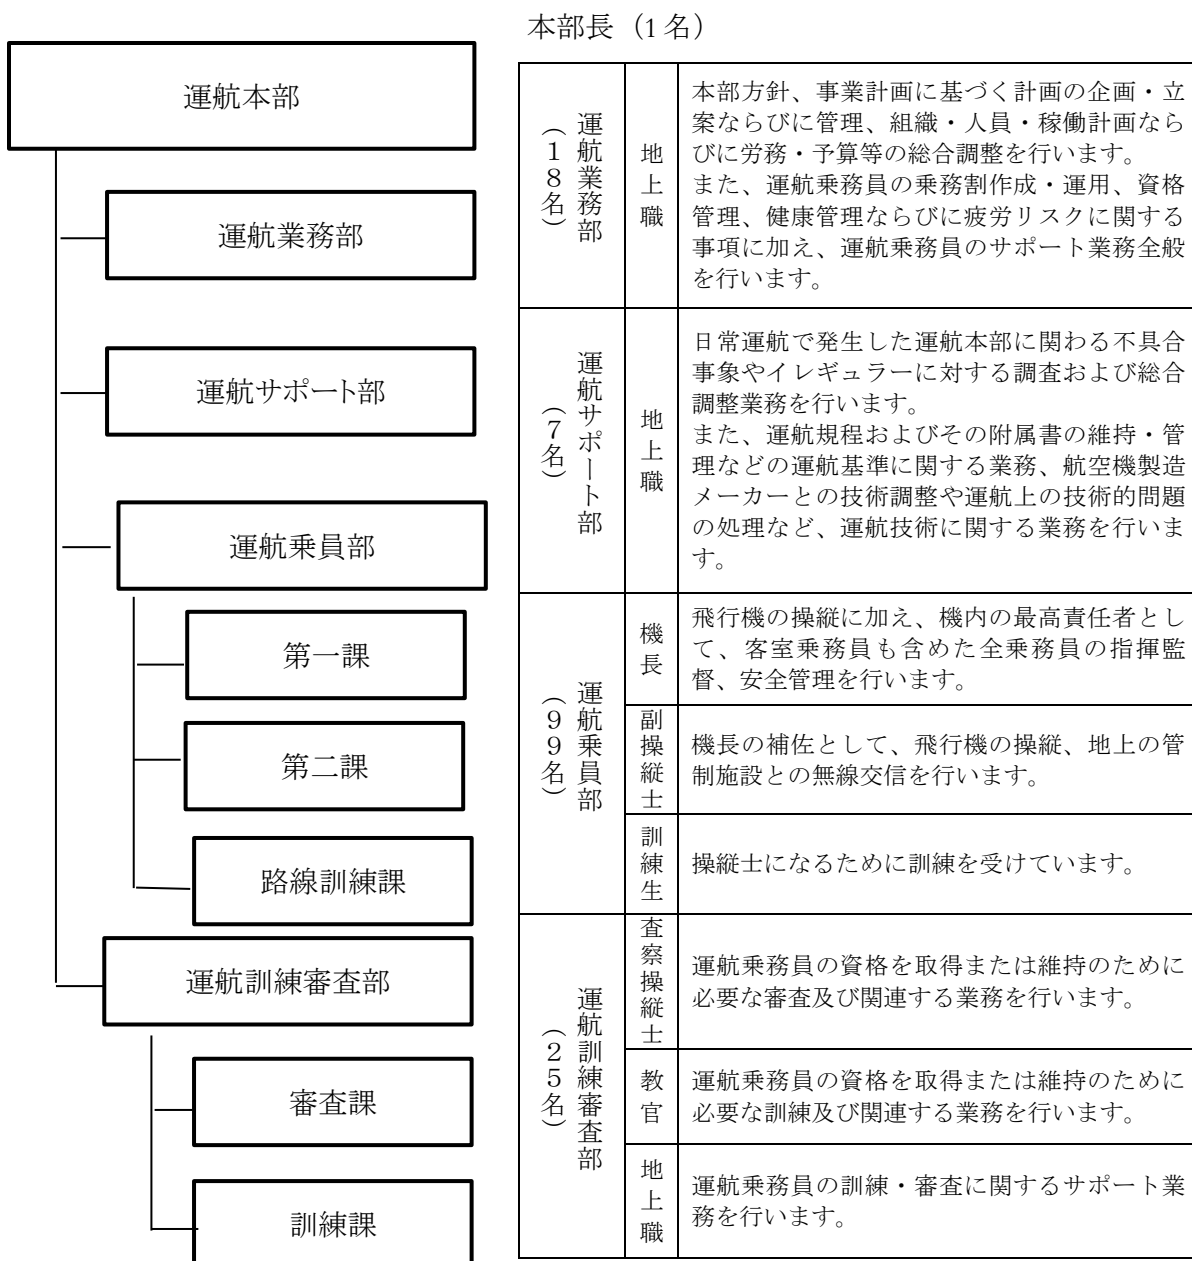 本部長（1名）
運航本部
運航業務部
運航サポート部
運航乗員部
第一課
第二課
路線訓練課
運航訓練審査部
審査課
訓練課
運航業務部
（１８名）
地上職
本部方針、事業計画に基づく計画の企画・立
案ならびに管理、組織・人員・稼働計画なら
びに労務・予算等の総合調整を行います。
また、運航乗務員の乗務割作成・運用、資格
管理、健康管理ならびに疲労リスクに関する
事項に加え、運航乗務員のサポート業務全般
を行います。
運航サポート部
（７名）
地上職
日常運航で発生した運航本部に関わる不具合
事象やイレギュラーに対する調査および総合
調整業務を行います。
また、運航規程およびその附属書の維持・管
理などの運航基準に関する業務、航空機製造
メーカーとの技術調整や運航上の技術的問題
の処理など、運航技術に関する業務を行いま
す。
運航乗員部
（９９名）
機長
飛行機の操縦に加え、機内の最高責任者とし
て、客室乗務員も含めた全乗務員の指揮監
督、安全管理を行います。
副操縦士
機長の補佐として、飛行機の操縦、地上の管
制施設との無線交信を行います。
訓練生
操縦士になるために訓練を受けています。
運航訓練審査部
（２５名）
査察操縦士
運航乗務員の資格を取得または維持のために
必要な審査及び関連する業務を行います。
教官
運航乗務員の資格を取得または維持のために
必要な訓練及び関連する業務を行います。
地上職
運航乗務員の訓練・審査に関するサポート業
務を行います。